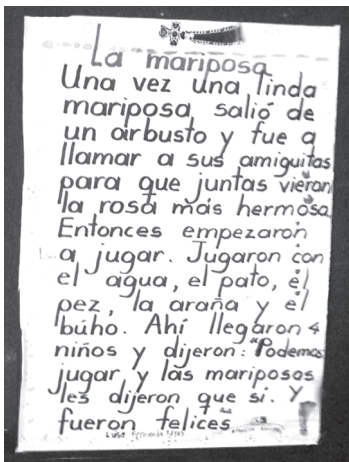 La mariposa
Una vez una linda
mariposa salió de
un arbusto y fue a
llamar a sus amiguitas
para que juntas vieran
la rosa más hermosa.
Entonces empezaron
a jugar. Jugaron con
el agua, el pato, el
pez, la araña y el
búho. Ahí llegaron 4
niños y dijeron: "Podemos
jugar y las mariposas
les dijeron que sí. Y
fueron felices
Luisa Fernanda